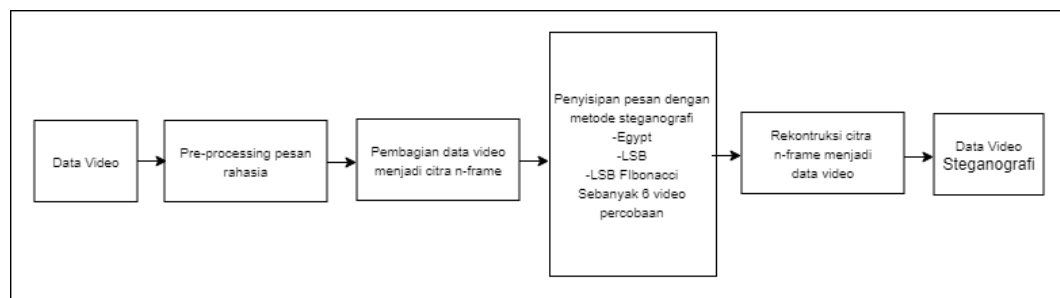 Data Video
Pre-processing pesan
rahasia
Pembagian data video
menjadi citra n-frame
Penyisipan pesan dengan
metode steganografi
-Egypt
-LSB
-LSB FIbonacci
Sebanyak 6 video
percobaan
Rekontruksi citra
n-frame menjadi
data video
Data Video
Steganografi